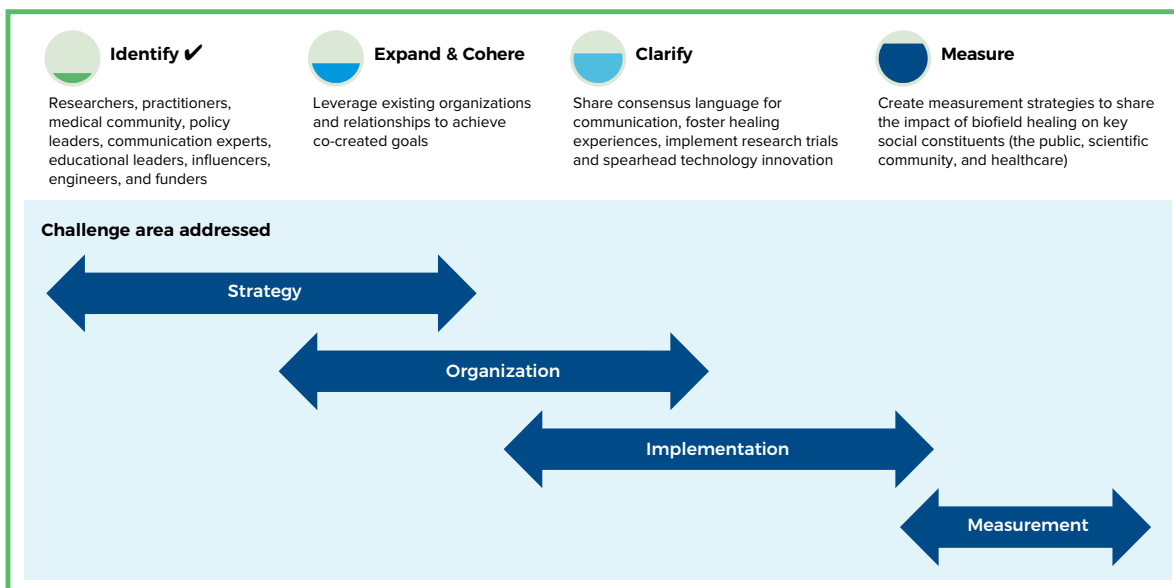 Identify ✔
Researchers, practitioners,
medical community, policy
leaders, communication experts,
educational leaders, influencers,
engineers, and funders
Expand & Cohere
Leverage existing organizations
and relationships to achieve
co-created goals
Clarify
Share consensus language for
communication, foster healing
experiences, implement research trials
and spearhead technology innovation
Measure
Create measurement strategies to share
the impact of biofield healing on key
social constituents (the public, scientific
community, and healthcare)
Challenge area addressed
Strategy
Organization
Implementation
Measurement